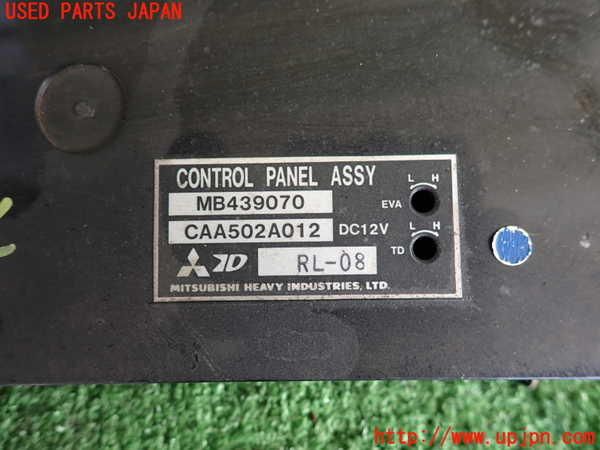 USED PARTS JAPAN
CONTROL PANEL ASSY
MB439070
CAA502A012 DC12V
RL-08
MITSUBISHI HEAVY INDUSTRIES, LTD.
L H
EVA
L H
TD
http://www.upjpn.com/